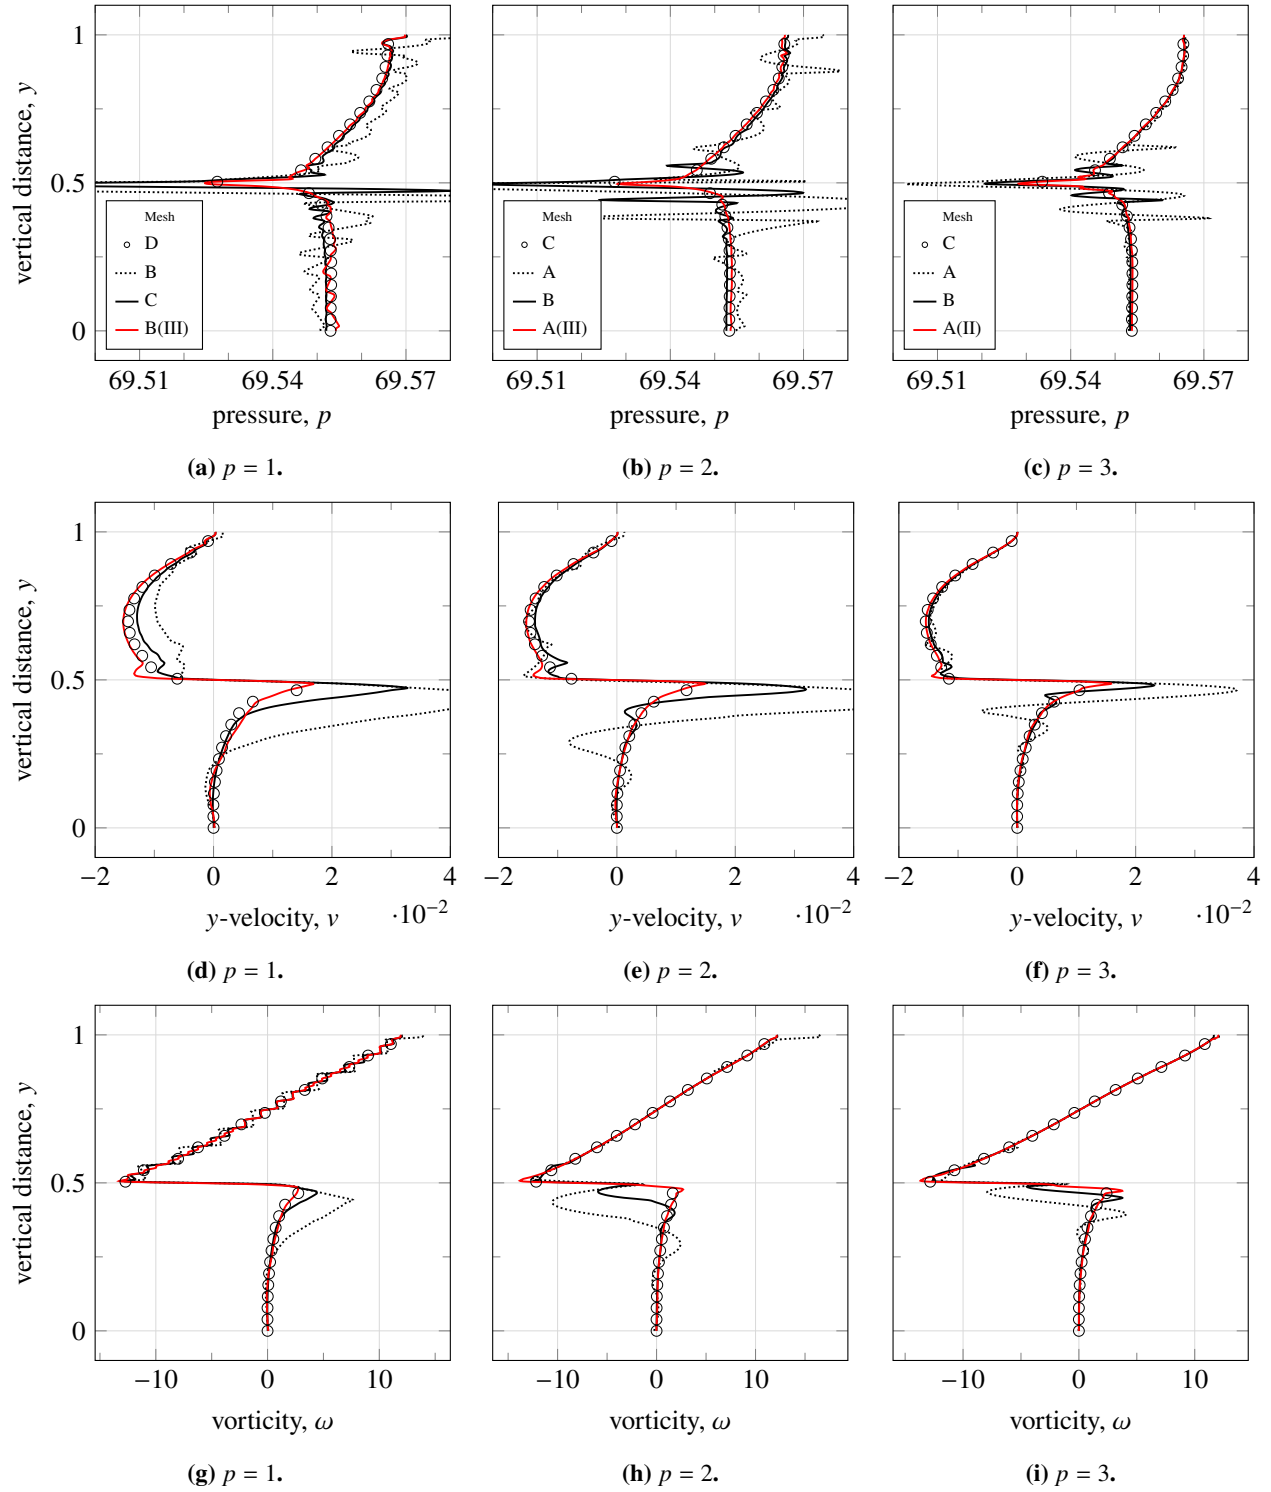 1
0.5
0
vertical distance, y
Mesh
D
B
C
B(III)
69.51 69.54 69.57
pressure, p
(a) p = 1.
Mesh
C
A
B
A(III)
69.51 69.54 69.57
pressure, p
(b) p = 2.
Mesh
C
A
B
A(II)
69.51 69.54 69.57
pressure, p
(c) p = 3.
1
0.5
0
vertical distance, y
−2 0 2 4
·10−2
y-velocity, v
(d) p = 1.
−2 0 2 4
·10−2
y-velocity, v
(e) p = 2.
−2 0 2 4
·10−2
y-velocity, v
(f) p = 3.
1
0.5
0
vertical distance, y
−10 0 10
vorticity, ω
(g) p = 1.
−10 0 10
vorticity, ω
(h) p = 2.
−10 0 10
vorticity, ω
(i) p = 3.